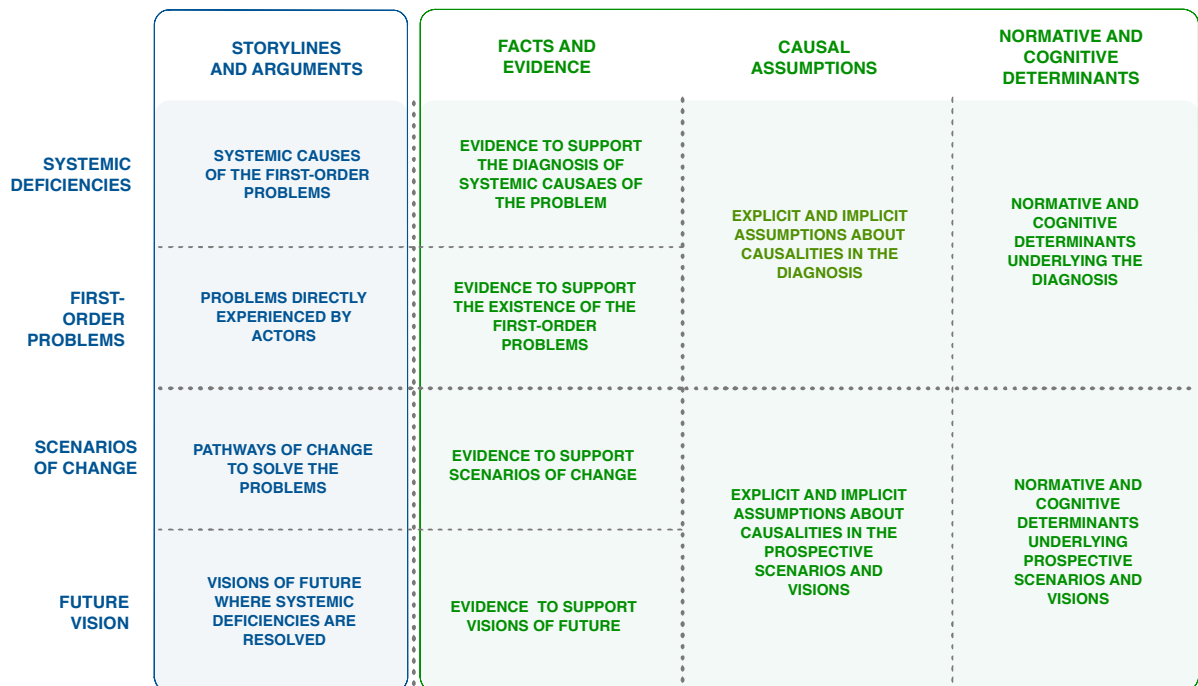 STORYLINES
AND ARGUMENTS
FACTS AND
EVIDENCE
CAUSAL
ASSUMPTIONS
NORMATIVE AND
COGNITIVE
DETERMINANTS
SYSTEMIC
DEFICIENCIES
SYSTEMIC CAUSES
OF THE FIRST-ORDER
PROBLEMS
EVIDENCE TO SUPPORT
THE DIAGNOSIS OF
SYSTEMIC CAUSAES OF
THE PROBLEM
EXPLICIT AND IMPLICIT
ASSUMPTIONS ABOUT
CAUSALITIES IN THE
DIAGNOSIS
NORMATIVE AND
COGNITIVE
DETERMINANTS
UNDERLYING THE
DIAGNOSIS
FIRST-
ORDER
PROBLEMS
PROBLEMS DIRECTLY
EXPERIENCED BY
ACTORS
EVIDENCE TO SUPPORT
THE EXISTENCE OF THE
FIRST-ORDER
PROBLEMS
SCENARIOS
OF CHANGE
PATHWAYS OF CHANGE
TO SOLVE THE
PROBLEMS
EVIDENCE TO SUPPORT
SCENARIOS OF CHANGE
EXPLICIT AND IMPLICIT
ASSUMPTIONS ABOUT
CAUSALITIES IN THE
PROSPECTIVE
SCENARIOS AND
VISIONS
NORMATIVE AND
COGNITIVE
DETERMINANTS
UNDERLYING
PROSPECTIVE
SCENARIOS AND
VISIONS
FUTURE
VISION
VISIONS OF FUTURE
WHERE SYSTEMIC
DEFICIENCIES ARE
RESOLVED
EVIDENCE TO SUPPORT
VISIONS OF FUTURE